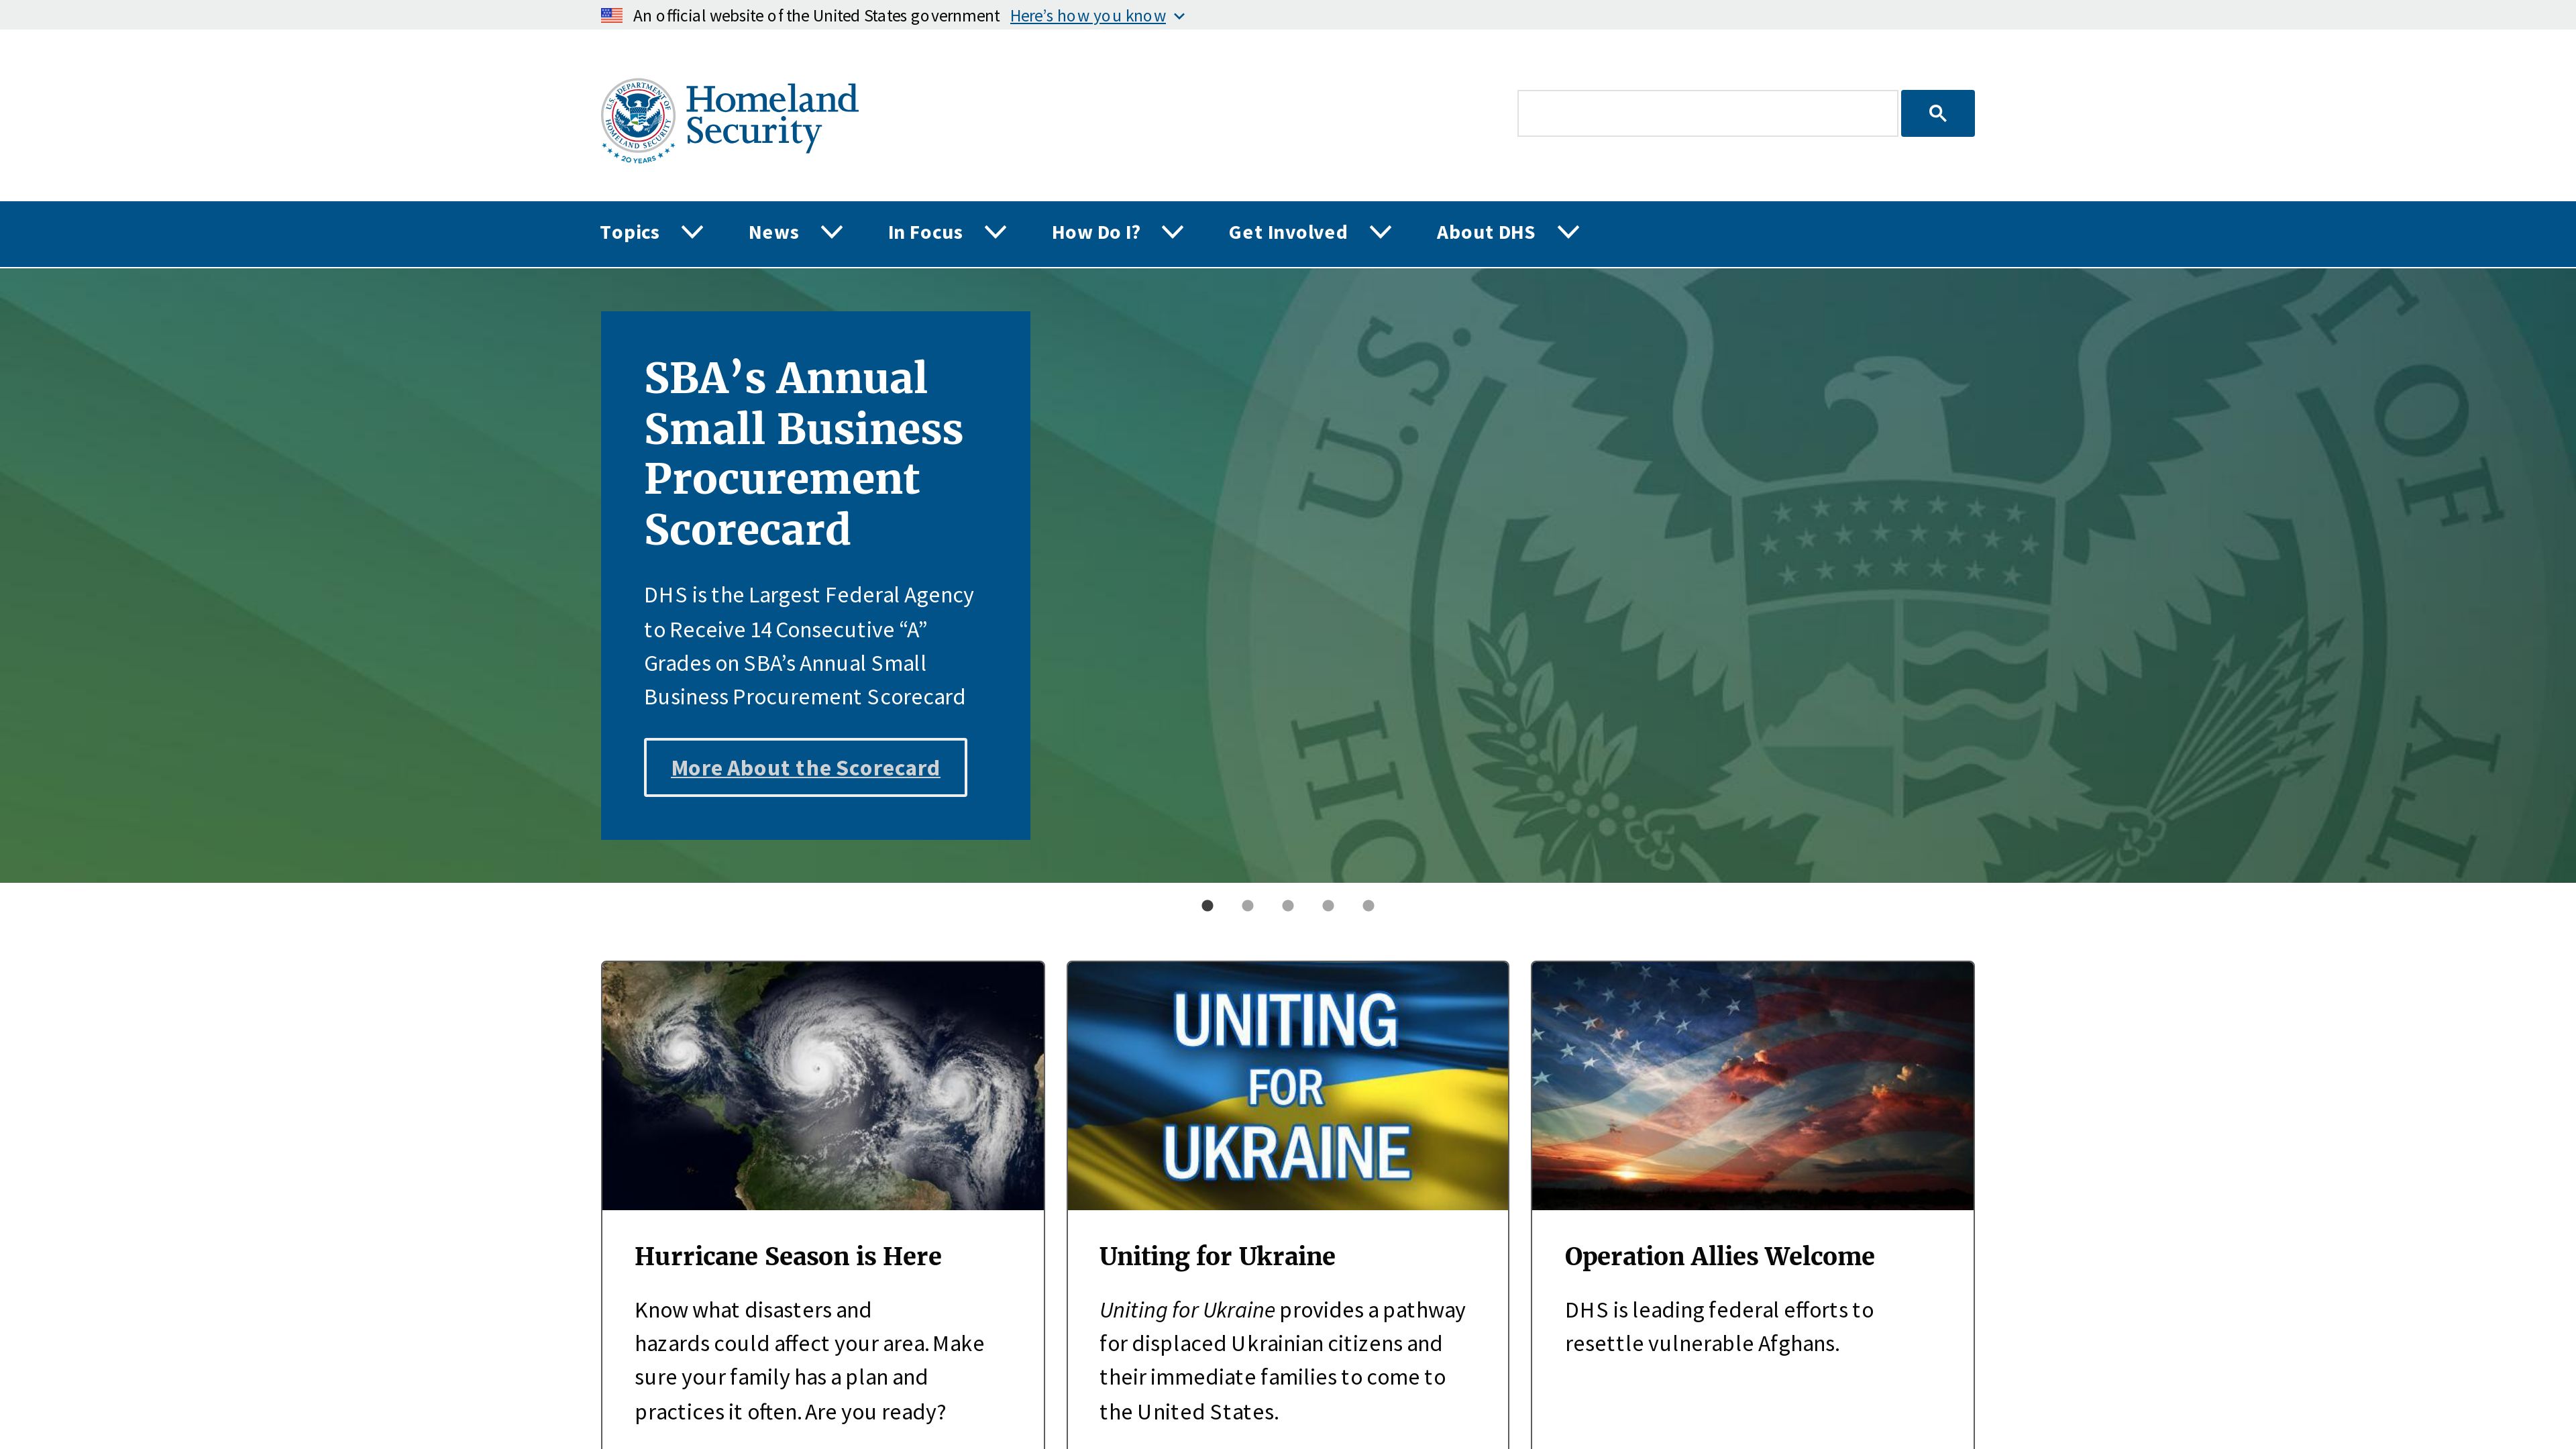 An official website of the United States government Here's how you know
U.S. DEPARTMENT OF
HOMELAND SECURITY
20 YEARS
Homeland
Security
Topics News In Focus How Do I? Get Involved About DHS
SBA’s Annual
Small Business
Procurement
Scorecard
DHS is the Largest Federal Agency
to Receive 14 Consecutive “A”
Grades on SBA’s Annual Small
Business Procurement Scorecard
More About the Scorecard
U.S.
T OF
HO
ITY
UNITING
FOR
UKRAINE
Hurricane Season is Here
Know what disasters and
hazards could affect your area. Make
sure your family has a plan and
practices it often. Are you ready?
Uniting for Ukraine
Uniting for Ukraine provides a pathway
for displaced Ukrainian citizens and
their immediate families to come to
the United States.
Operation Allies Welcome
DHS is leading federal efforts to
resettle vulnerable Afghans.